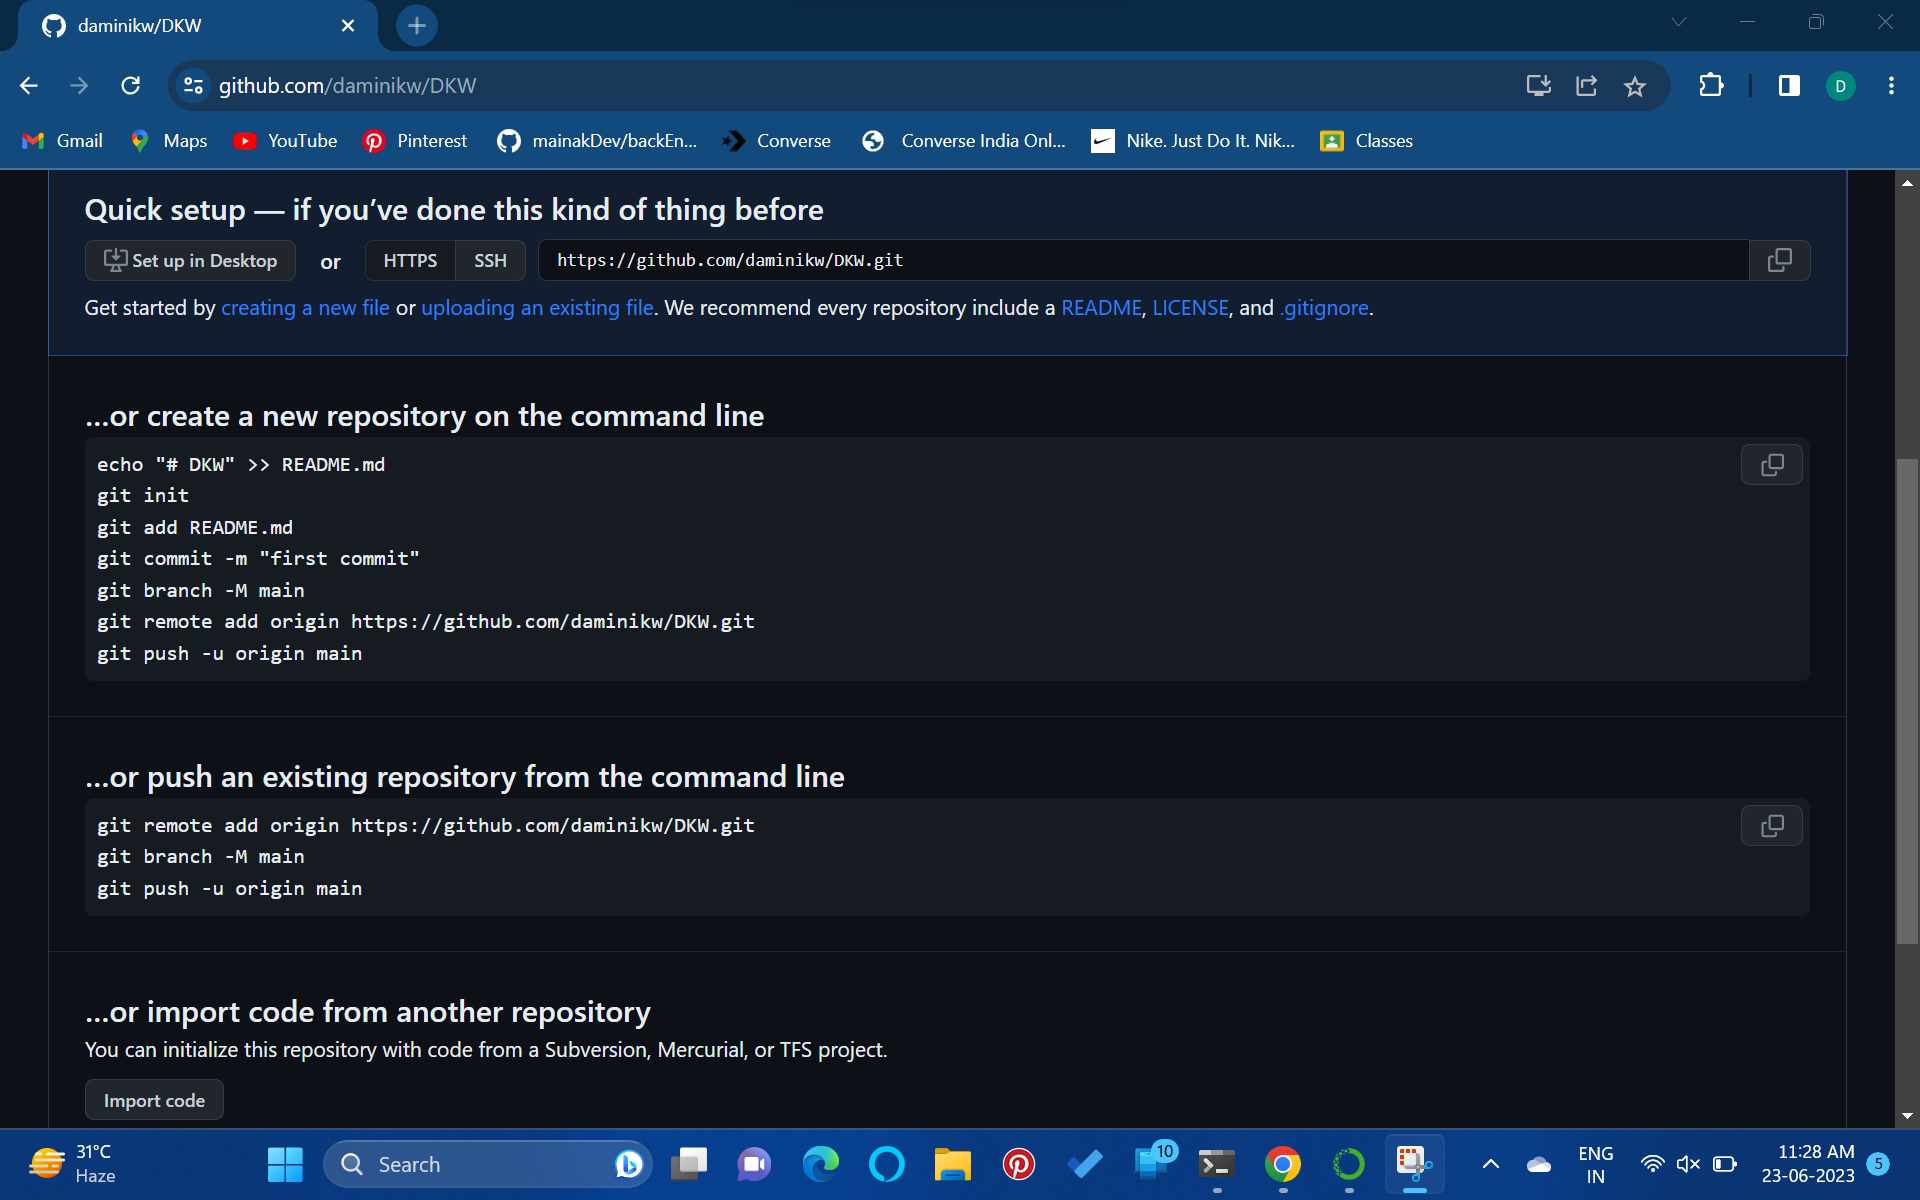 daminikw/DKW
github.com/daminikw/DKW
D
Gmail
Maps
YouTube
Pinterest
mainakDev/backEn...
Converse
Converse India Onl...
Nike. Just Do It. Nik...
Classes
Quick setup — if you've done this kind of thing before
Set up in Desktop
or
HTTPS
SSH
https://github.com/daminikw/DKW.git
Get started by creating a new file or uploading an existing file. We recommend every repository include a README, LICENSE, and .gitignore.
...or create a new repository on the command line
echo "# DKW" >> README.md
git init
git add README.md
git commit -m "first commit"
git branch -M main
git remote add origin https://github.com/daminikw/DKW.git
git push -u origin main
...or push an existing repository from the command line
git remote add origin https://github.com/daminikw/DKW.git
git branch -M main
git push -u origin main
...or import code from another repository
You can initialize this repository with code from a Subversion, Mercurial, or TFS project.
Import code
31°C
Haze
Search
10
ENG
IN
11:28 AM
23-06-2023
5